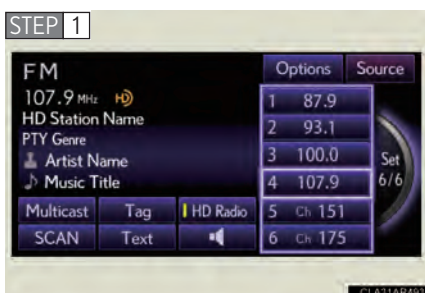 STEP 1
FM
Options
Source
107.9 MHz HD
HD Station Name
PTY Genre
Artist Name
Music Title
1 87.9
2 93.1
3 100.0
4 107.9
5 Ch 151
6 Ch 175
Set
6/6
Multicast
Tag
HD Radio
SCAN
Text